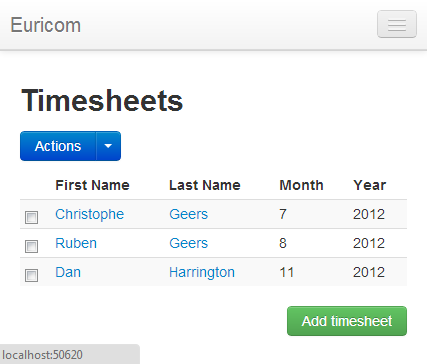 Euricom
Timesheets
Actions
First Name Last Name Month Year
Christophe Geers 7 2012
Ruben Geers 8 2012
Dan Harrington 11 2012
Add timesheet
localhost:50620